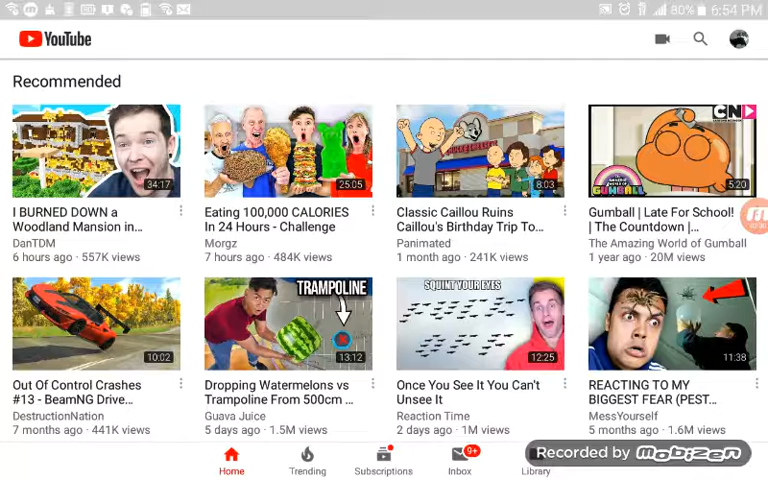 80% 6:54 PM
YouTube
Recommended
34:17
25:05
8:03
CN
The Amazing World of
GUMBALL
5:20
I BURNED DOWN a
Woodland Mansion in...
DanTDM
6 hours ago · 557K views
Eating 100,000 CALORIES
In 24 Hours - Challenge
Morgz
7 hours ago · 484K views
Classic Caillou Ruins
Caillou's Birthday Trip To...
Panimated
1 month ago · 241K views
Gumball | Late For School!
| The Countdown |...
The Amazing World of Gumball
1 year ago · 20M views
10:02
TRAMPOLINE
13:12
SQUINT YOUR EYES
12:25
11:38
Out Of Control Crashes
#13 - BeamNG Drive...
DestructionNation
7 months ago · 441K views
Dropping Watermelons vs
Trampoline From 500cm ...
Guava Juice
5 days ago · 1.5M views
Once You See It You Can't
Unsee It
Reaction Time
2 days ago · 1M views
REACTING TO MY
BIGGEST FEAR (PEST...
MessYourself
5 months ago · 1.6M views
Home
Trending
Subscriptions
9+
Inbox
Library
Recorded by mobizen